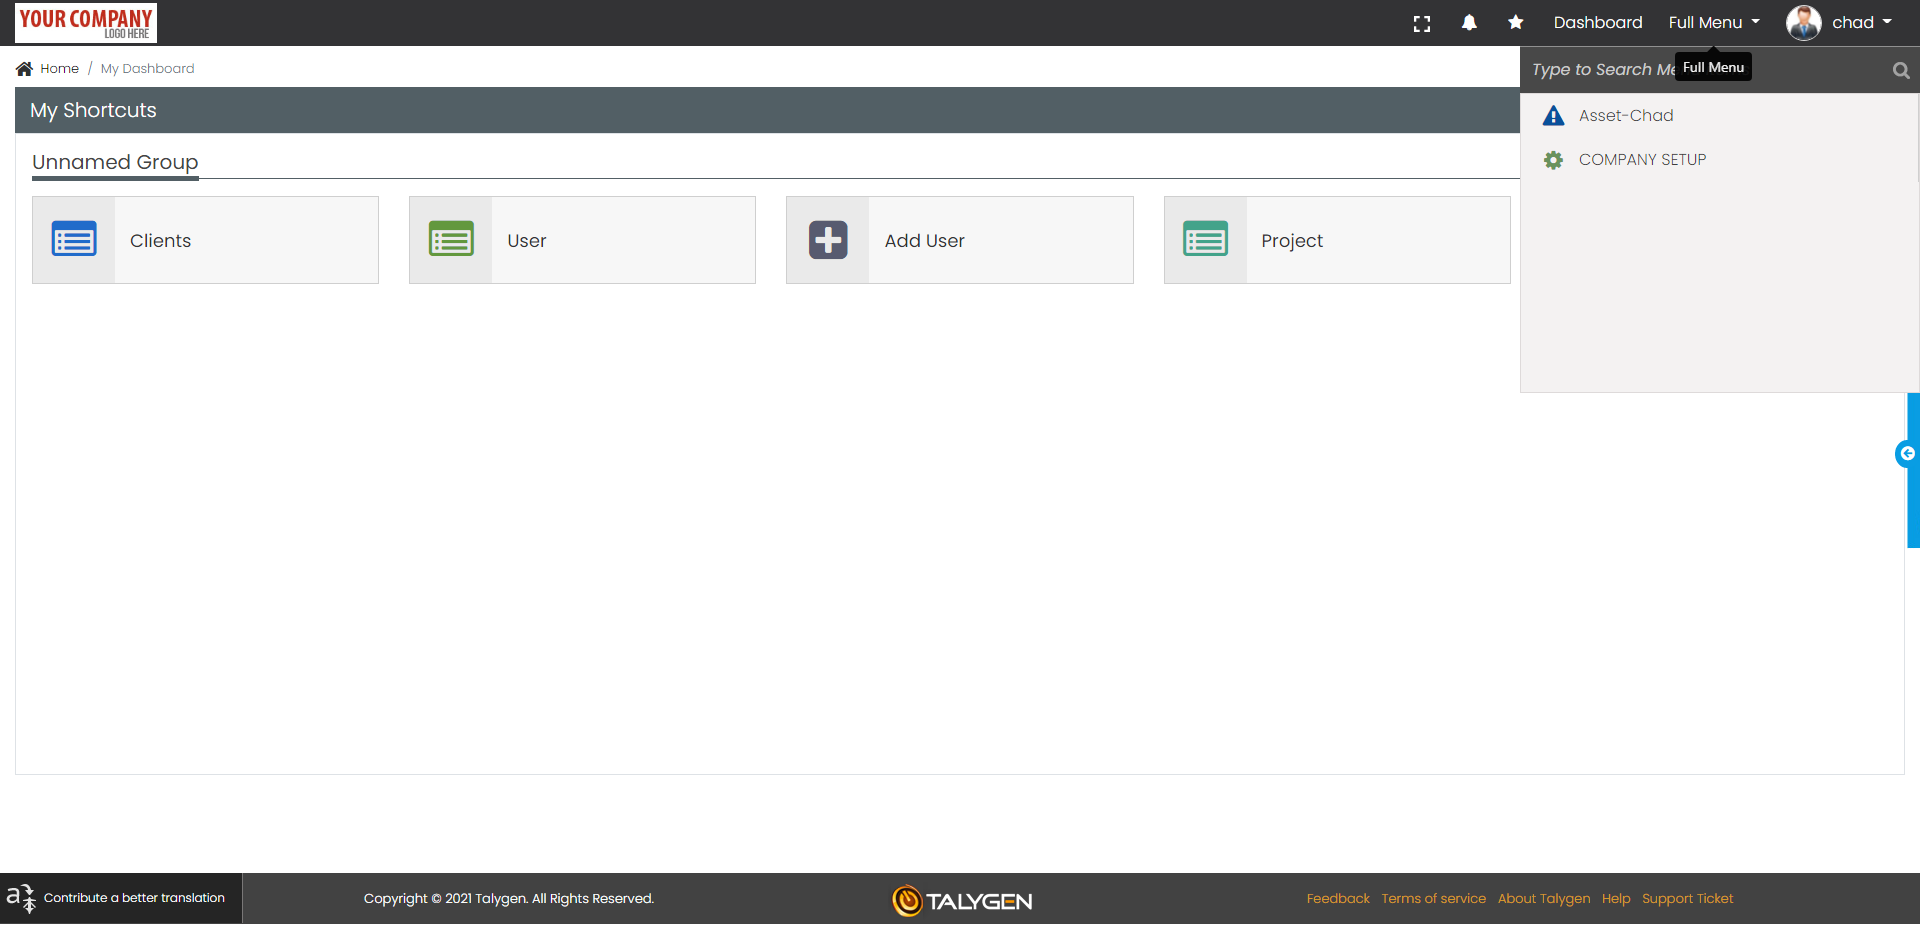 YOUR COMPANY
LOGO HERE
Dashboard
Full Menu
chad
Home / My Dashboard
Type to Search Me
Full Menu
My Shortcuts
Asset-Chad
COMPANY SETUP
Unnamed Group
Clients
User
Add User
Project
a
Contribute a better translation
Copyright © 2021 Talygen. All Rights Reserved.
TALYGEN
Feedback Terms of service About Talygen Help Support Ticket